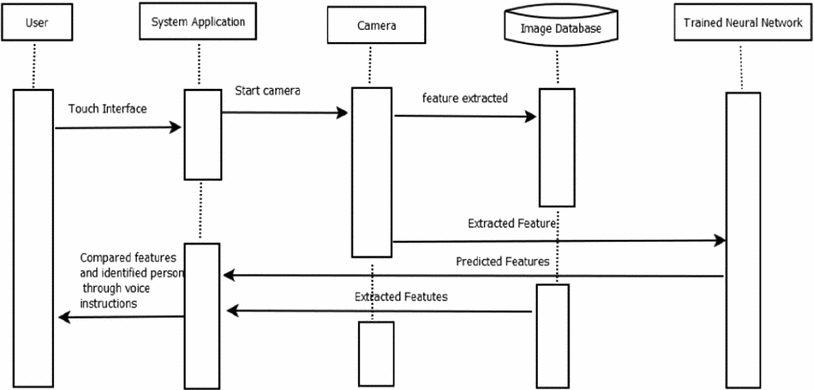 User
System Application
Camera
Image Database
Trained Neural Network
Touch Interface
Start camera
feature extracted
Extracted Feature
Predicted Features
Compared features
and identified person
through voice
instructions
Extracted Featutes